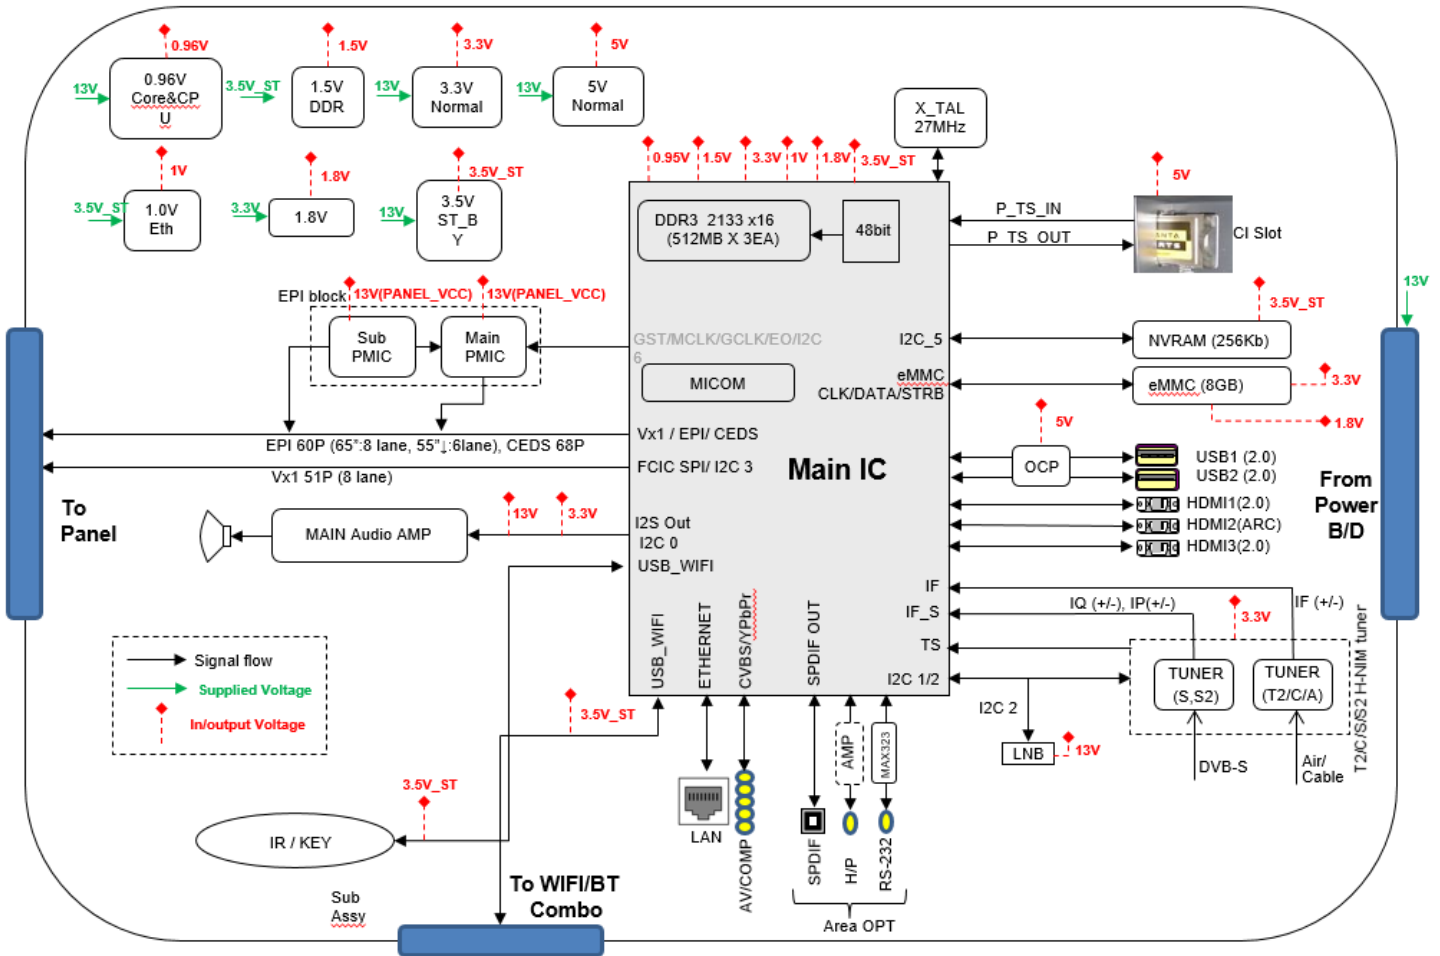 0.96V
1.5V
3.3V
5V
13V
0.96V
Core&CP
U
3.5V_ST
1.5V
DDR
13V
3.3V
Normal
13V
5V
Normal
X_TAL
27MHz
1V
1.8V
3.5V_ST
0.95V
1.5V
3.3V
1V
1.8V
3.5V_ST
5V
3.5V_ST
1.0V
Eth
3.3V
1.8V
13V
3.5V
ST_B
Y
DDR3 2133 x16
(512MB X 3EA)
48bit
P_TS_IN
P_TS_OUT
CI Slot
13V
EPI block
13V(PANEL_VCC)
13V(PANEL_VCC)
3.5V_ST
Sub
PMIC
Main
PMIC
GST/MCLK/GCLK/EO/I2C
6
I2C_5
NVRAM (256Kb)
MICOM
eMMC
CLK/DATA/STRB
eMMC (8GB)
3.3V
1.8V
5V
Vx1 / EPI/ CEDS
EPI 60P (65”:8 lane, 55”↓:6lane), CEDS 68P
FCIC SPI/ I2C 3
Vx1 51P (8 lane)
Main IC
OCP
USB1 (2.0)
USB2 (2.0)
HDMI1(2.0)
HDMI2(ARC)
HDMI3(2.0)
To
Panel
From
Power
B/D
13V
3.3V
MAIN Audio AMP
I2S Out
I2C 0
USB_WIFI
USB_WIFI
ETHERNET
CVBS/YPbPr
SPDIF OUT
IF
IF_S
TS
I2C 1/2
IQ (+/-), IP(+/-)
IF (+/-)
3.3V
TUNER
(S,S2)
TUNER
(T2/C/A)
T2/C/S/S2 H-NIM tuner
Signal flow
Supplied Voltage
In/output Voltage
3.5V_ST
I2C 2
LNB
13V
DVB-S
Air/
Cable
AMP
MAX323
3.5V_ST
IR / KEY
LAN
AV/COMP
SPDIF
H/P
RS-232
Area OPT
Sub
Assy
To WIFI/BT
Combo